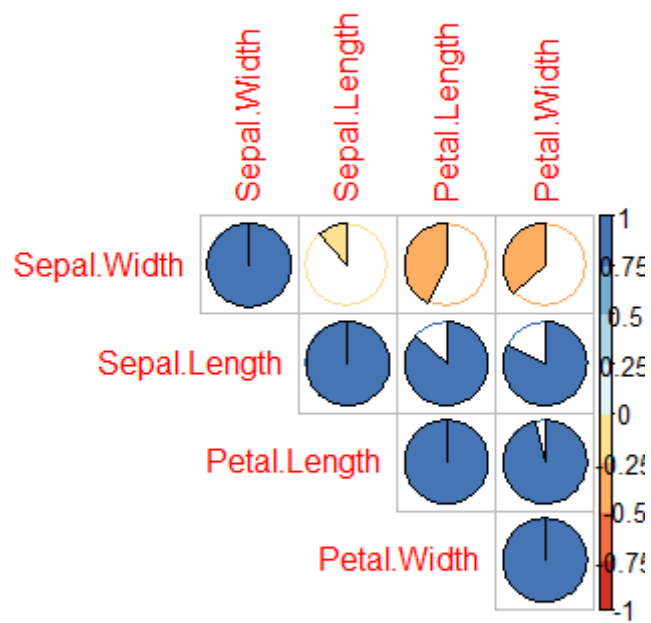 Sepal.Width
Sepal.Length
Petal.Length
Petal.Width
Sepal.Width
Sepal.Length
Petal.Length
Petal.Width
1
0.75
0.5
0.25
0
-0.25
-0.5
-0.75
-1